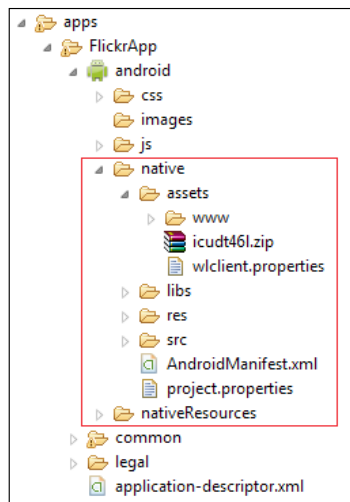 apps
FlickrApp
android
css
images
js
native
assets
www
icudt46l.zip
wlclient.properties
libs
res
src
AndroidManifest.xml
project.properties
nativeResources
common
legal
application-descriptor.xml